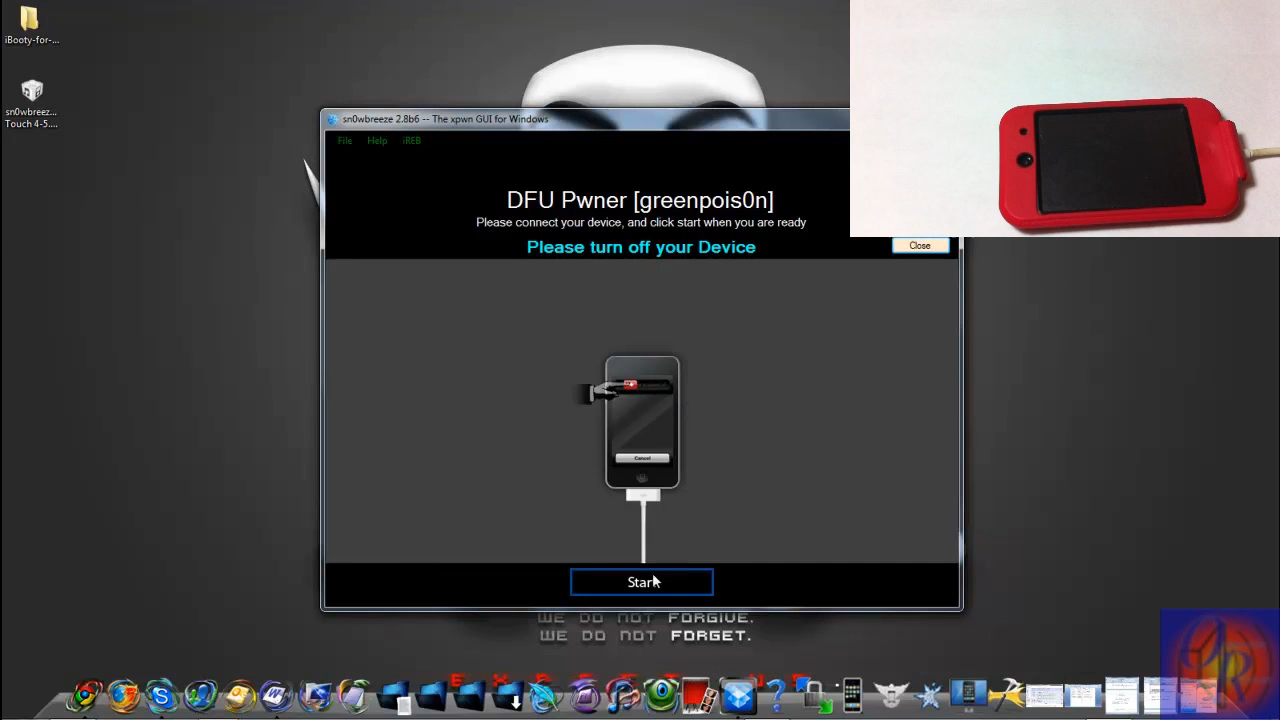 iBooty-for-...
sn0wbreez...
Touch 4-5....
sn0wbreeze 2.8b6 -- The xpwn GUI for Windows
File Help iREB
DFU Pwner [greenpois0n]
Please connect your device, and click start when you are ready
Please turn off your Device
Close
Cancel
Start
WE DO NOT FORGIVE.
WE DO NOT FORGET.